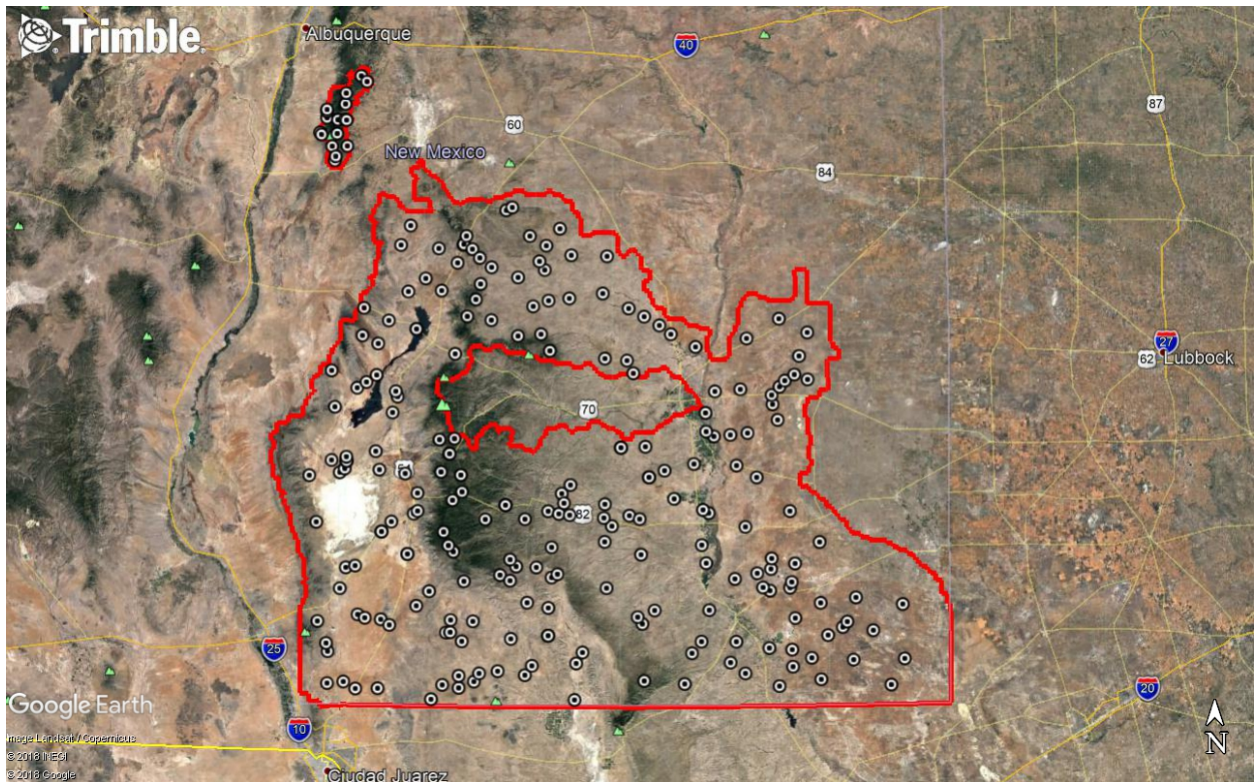 Trimble.
Albuquerque
40
87
60
New Mexico
84
27
62
Lubbock
70
54
82
25
20
Google Earth
10
N
Image Landsat / Copernicus
© 2018 INEGI
© 2018 Google
Ciudad Juarez